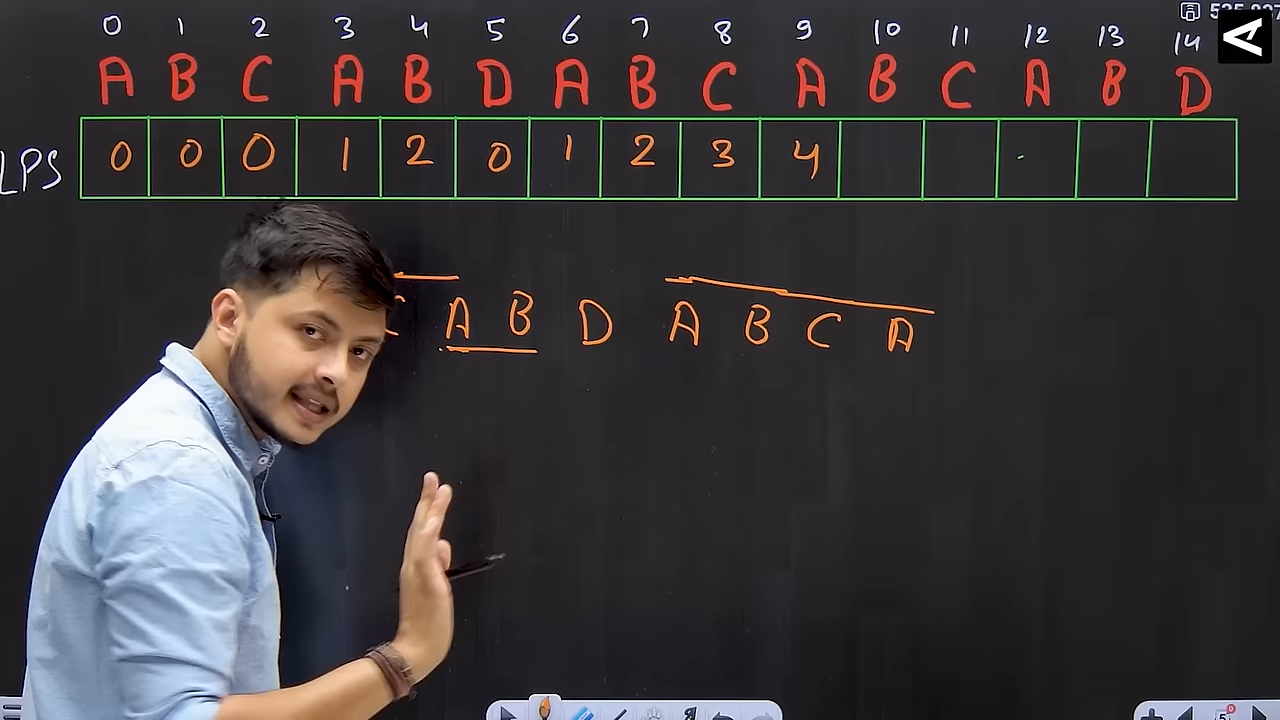 0 1 2 3 4 5 6 7 8 9 10 11 12 13 14
A B C A B D A B C A B C A B D
LPS 0 0 0 1 2 0 1 2 3 4
A B D A B C A